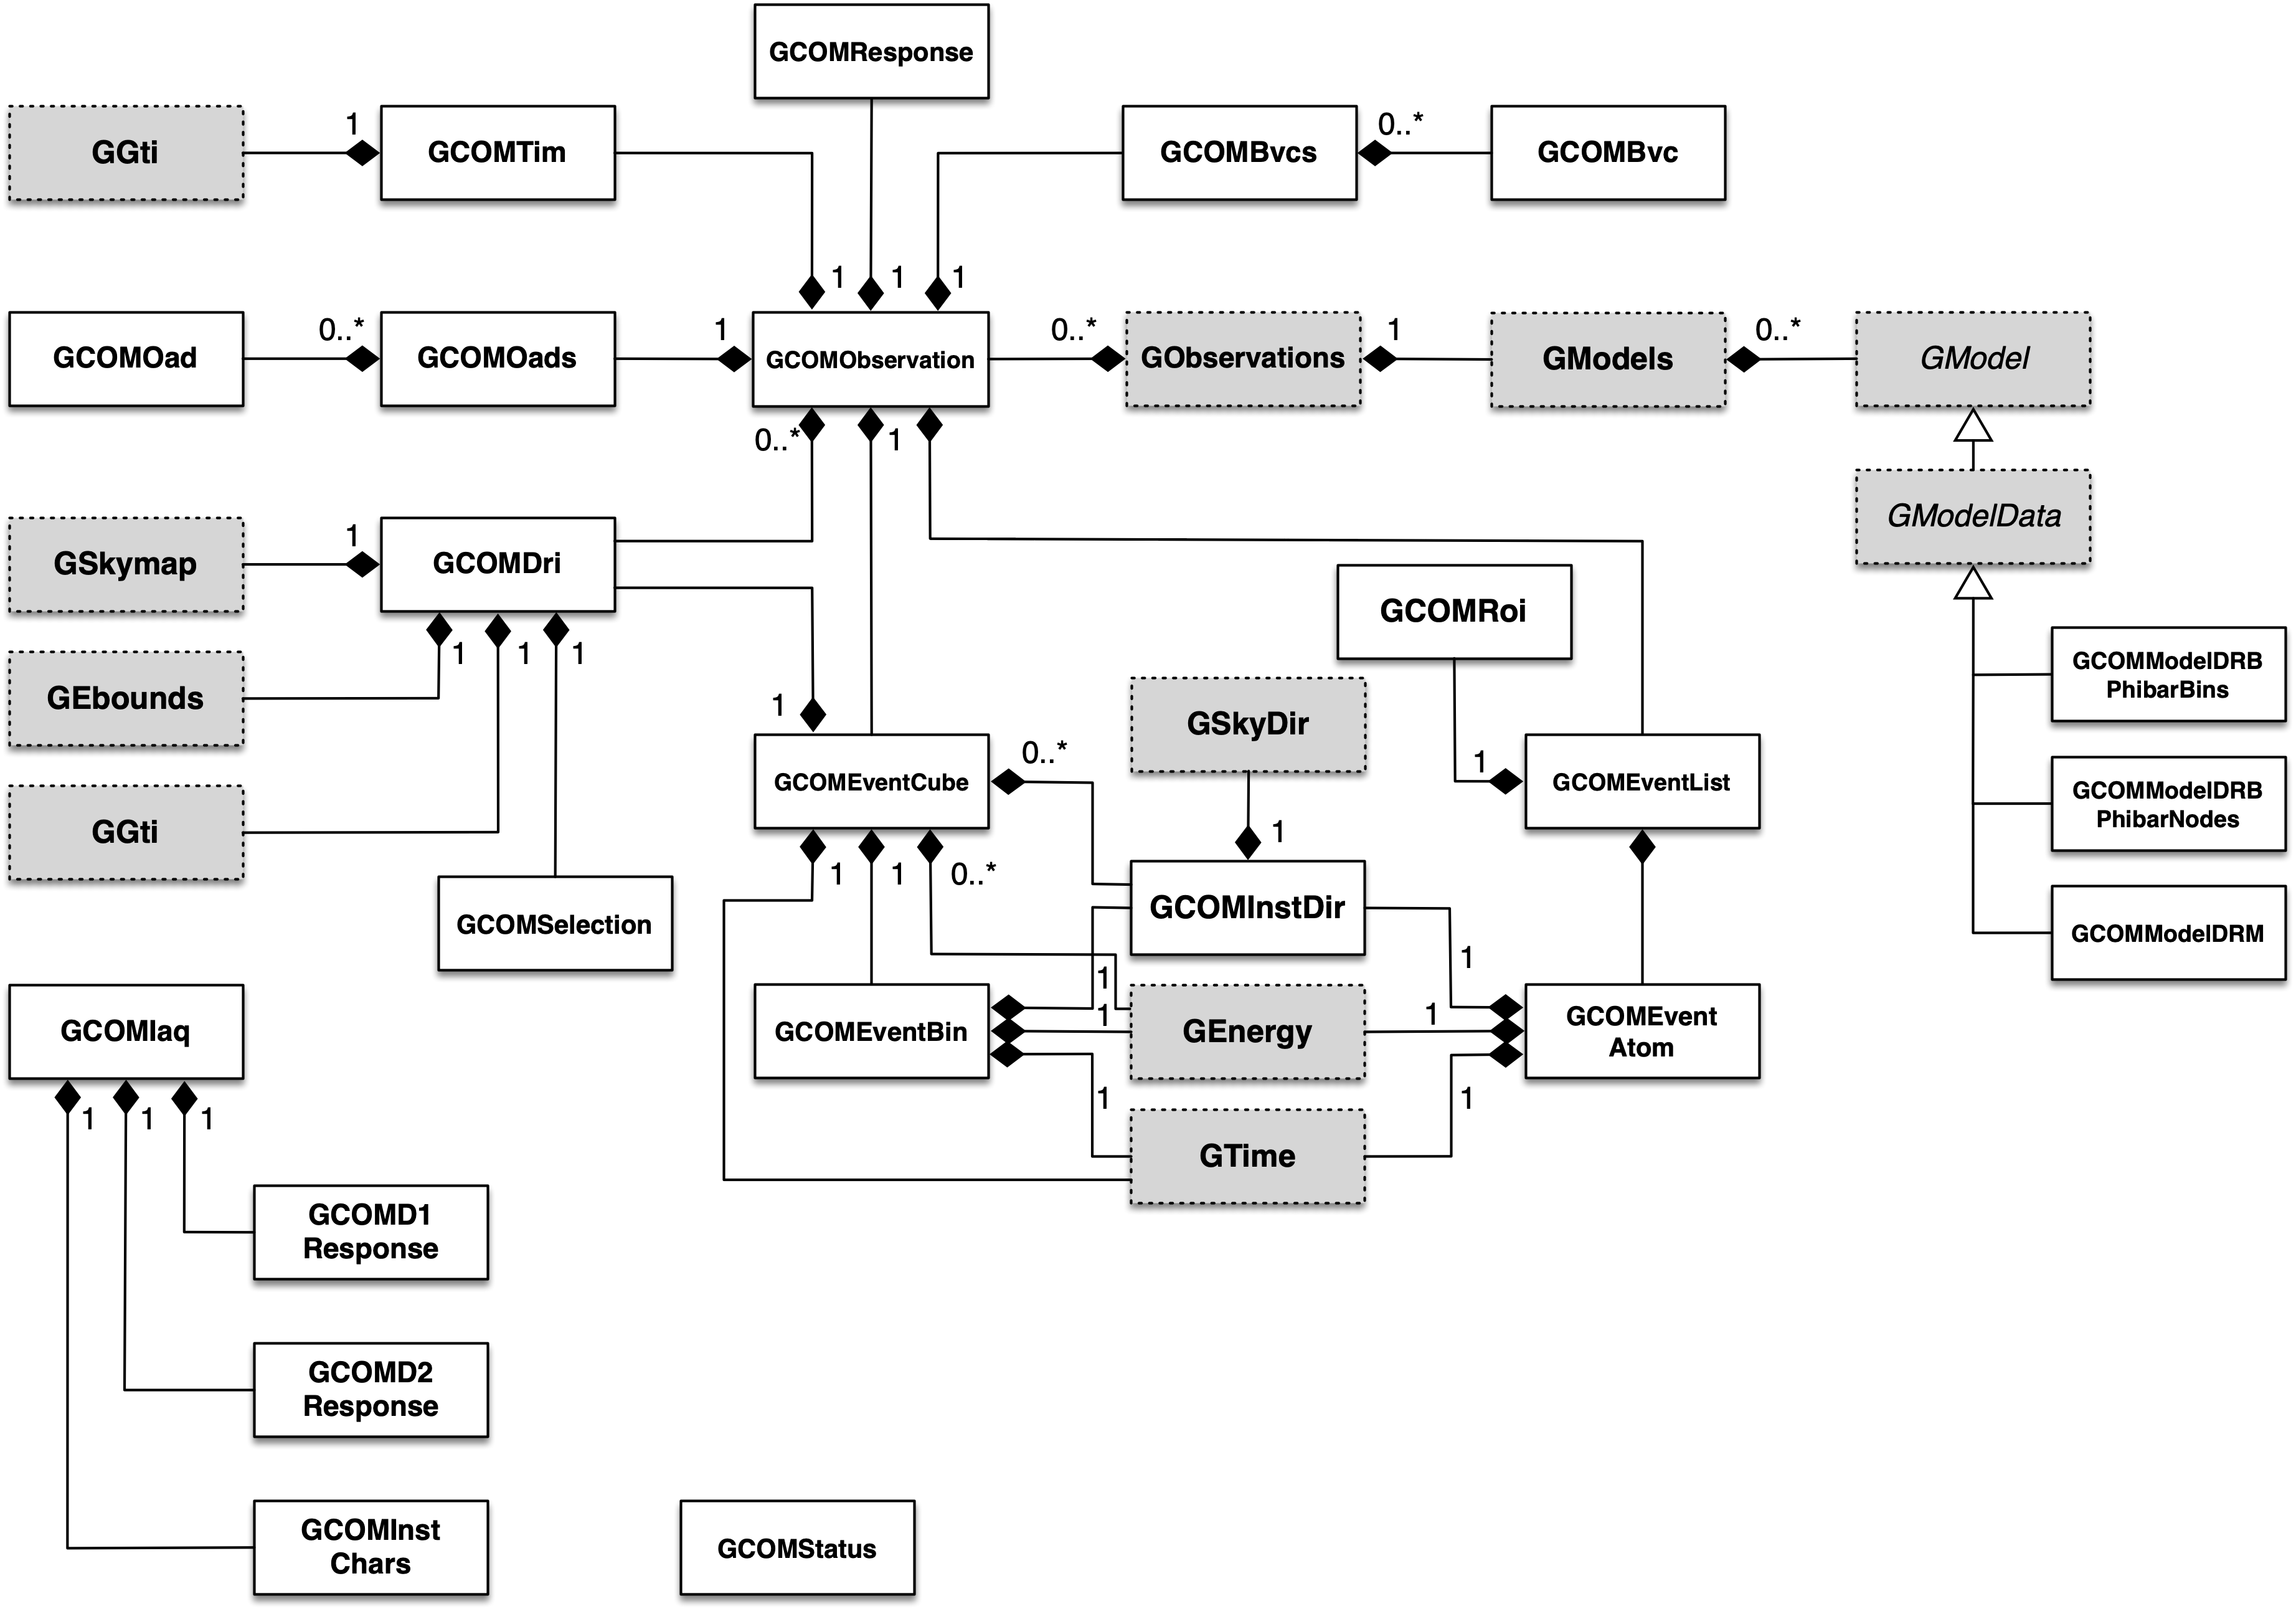 GCOMResponse
GGti
1
GCOMTim
GCOMBvcs
0..*
GCOMBvc
1
1
1
GCOMOad
0..*
GCOMOads
1
GCOMObservation
0..*
GObservations
1
GModels
0..*
GModel
0..*
1
GModelData
GSkymap
1
GCOMDri
GCOMRoi
1
1
1
GEbounds
GCOMModelDRB
PhibarBins
1
GSkyDir
0..*
GCOMEventCube
1
GCOMEventList
GCOMModelDRB
PhibarNodes
GGti
1
1
1
0..*
GCOMSelection
GCOMInstDir
GCOMModelDRM
1
1
GCOMIaq
GCOMEventBin
1
GEnergy
1
GCOMEvent
Atom
1
1
1
1
1
GTime
GCOMD1
Response
GCOMD2
Response
GCOMInst
Chars
GCOMStatus